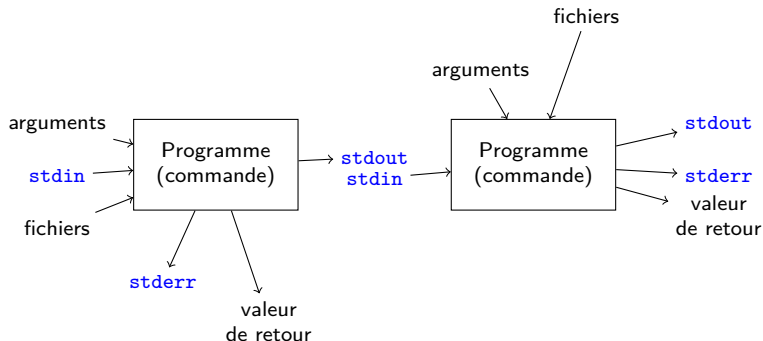 fichiers
arguments
arguments
stdin
fichiers
Programme
(commande)
stdout
stdin
Programme
(commande)
stdout
stderr
valeur
de retour
stderr
valeur
de retour